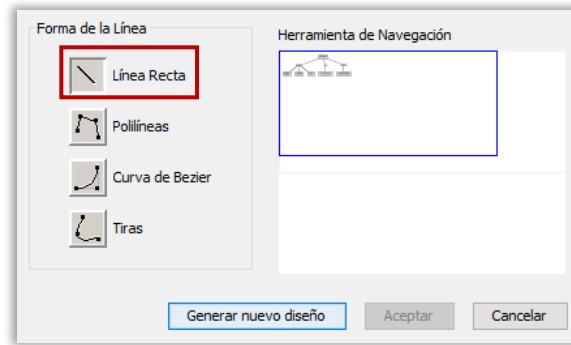 Forma de la Línea
Línea Recta
Polilíneas
Curva de Bezier
Tiras
Herramienta de Navegación
Generar nuevo diseño
Aceptar
Cancelar